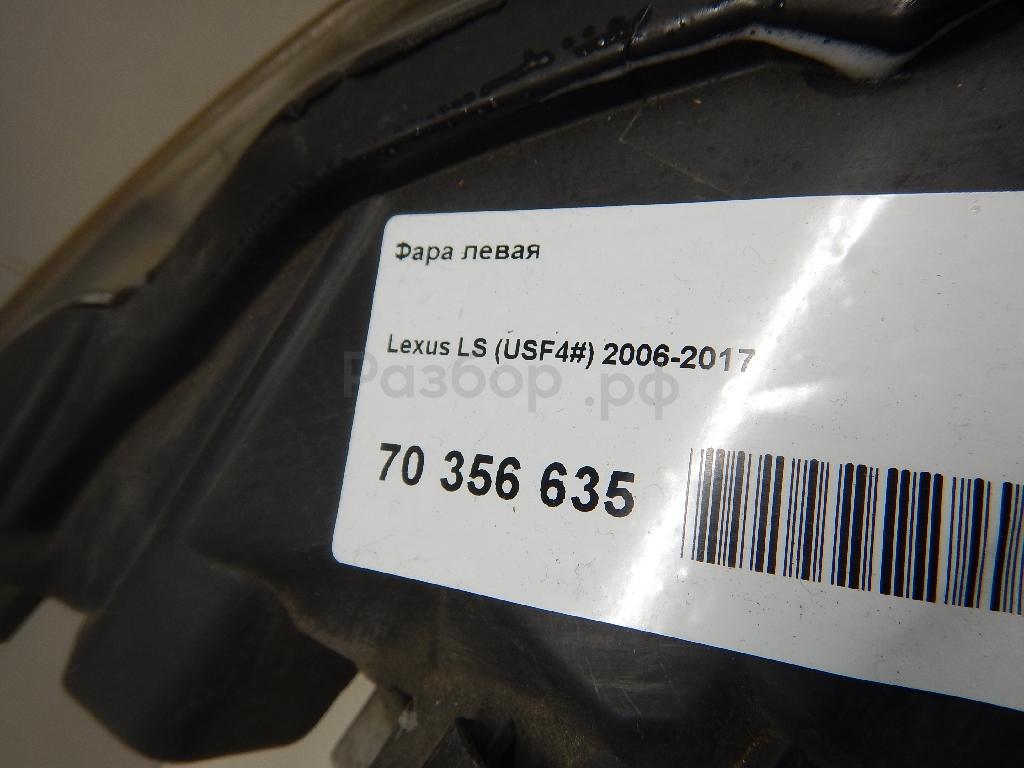 Фара левая
Lexus LS (USF4#) 2006-2017
Разбор.рф
70 356 635